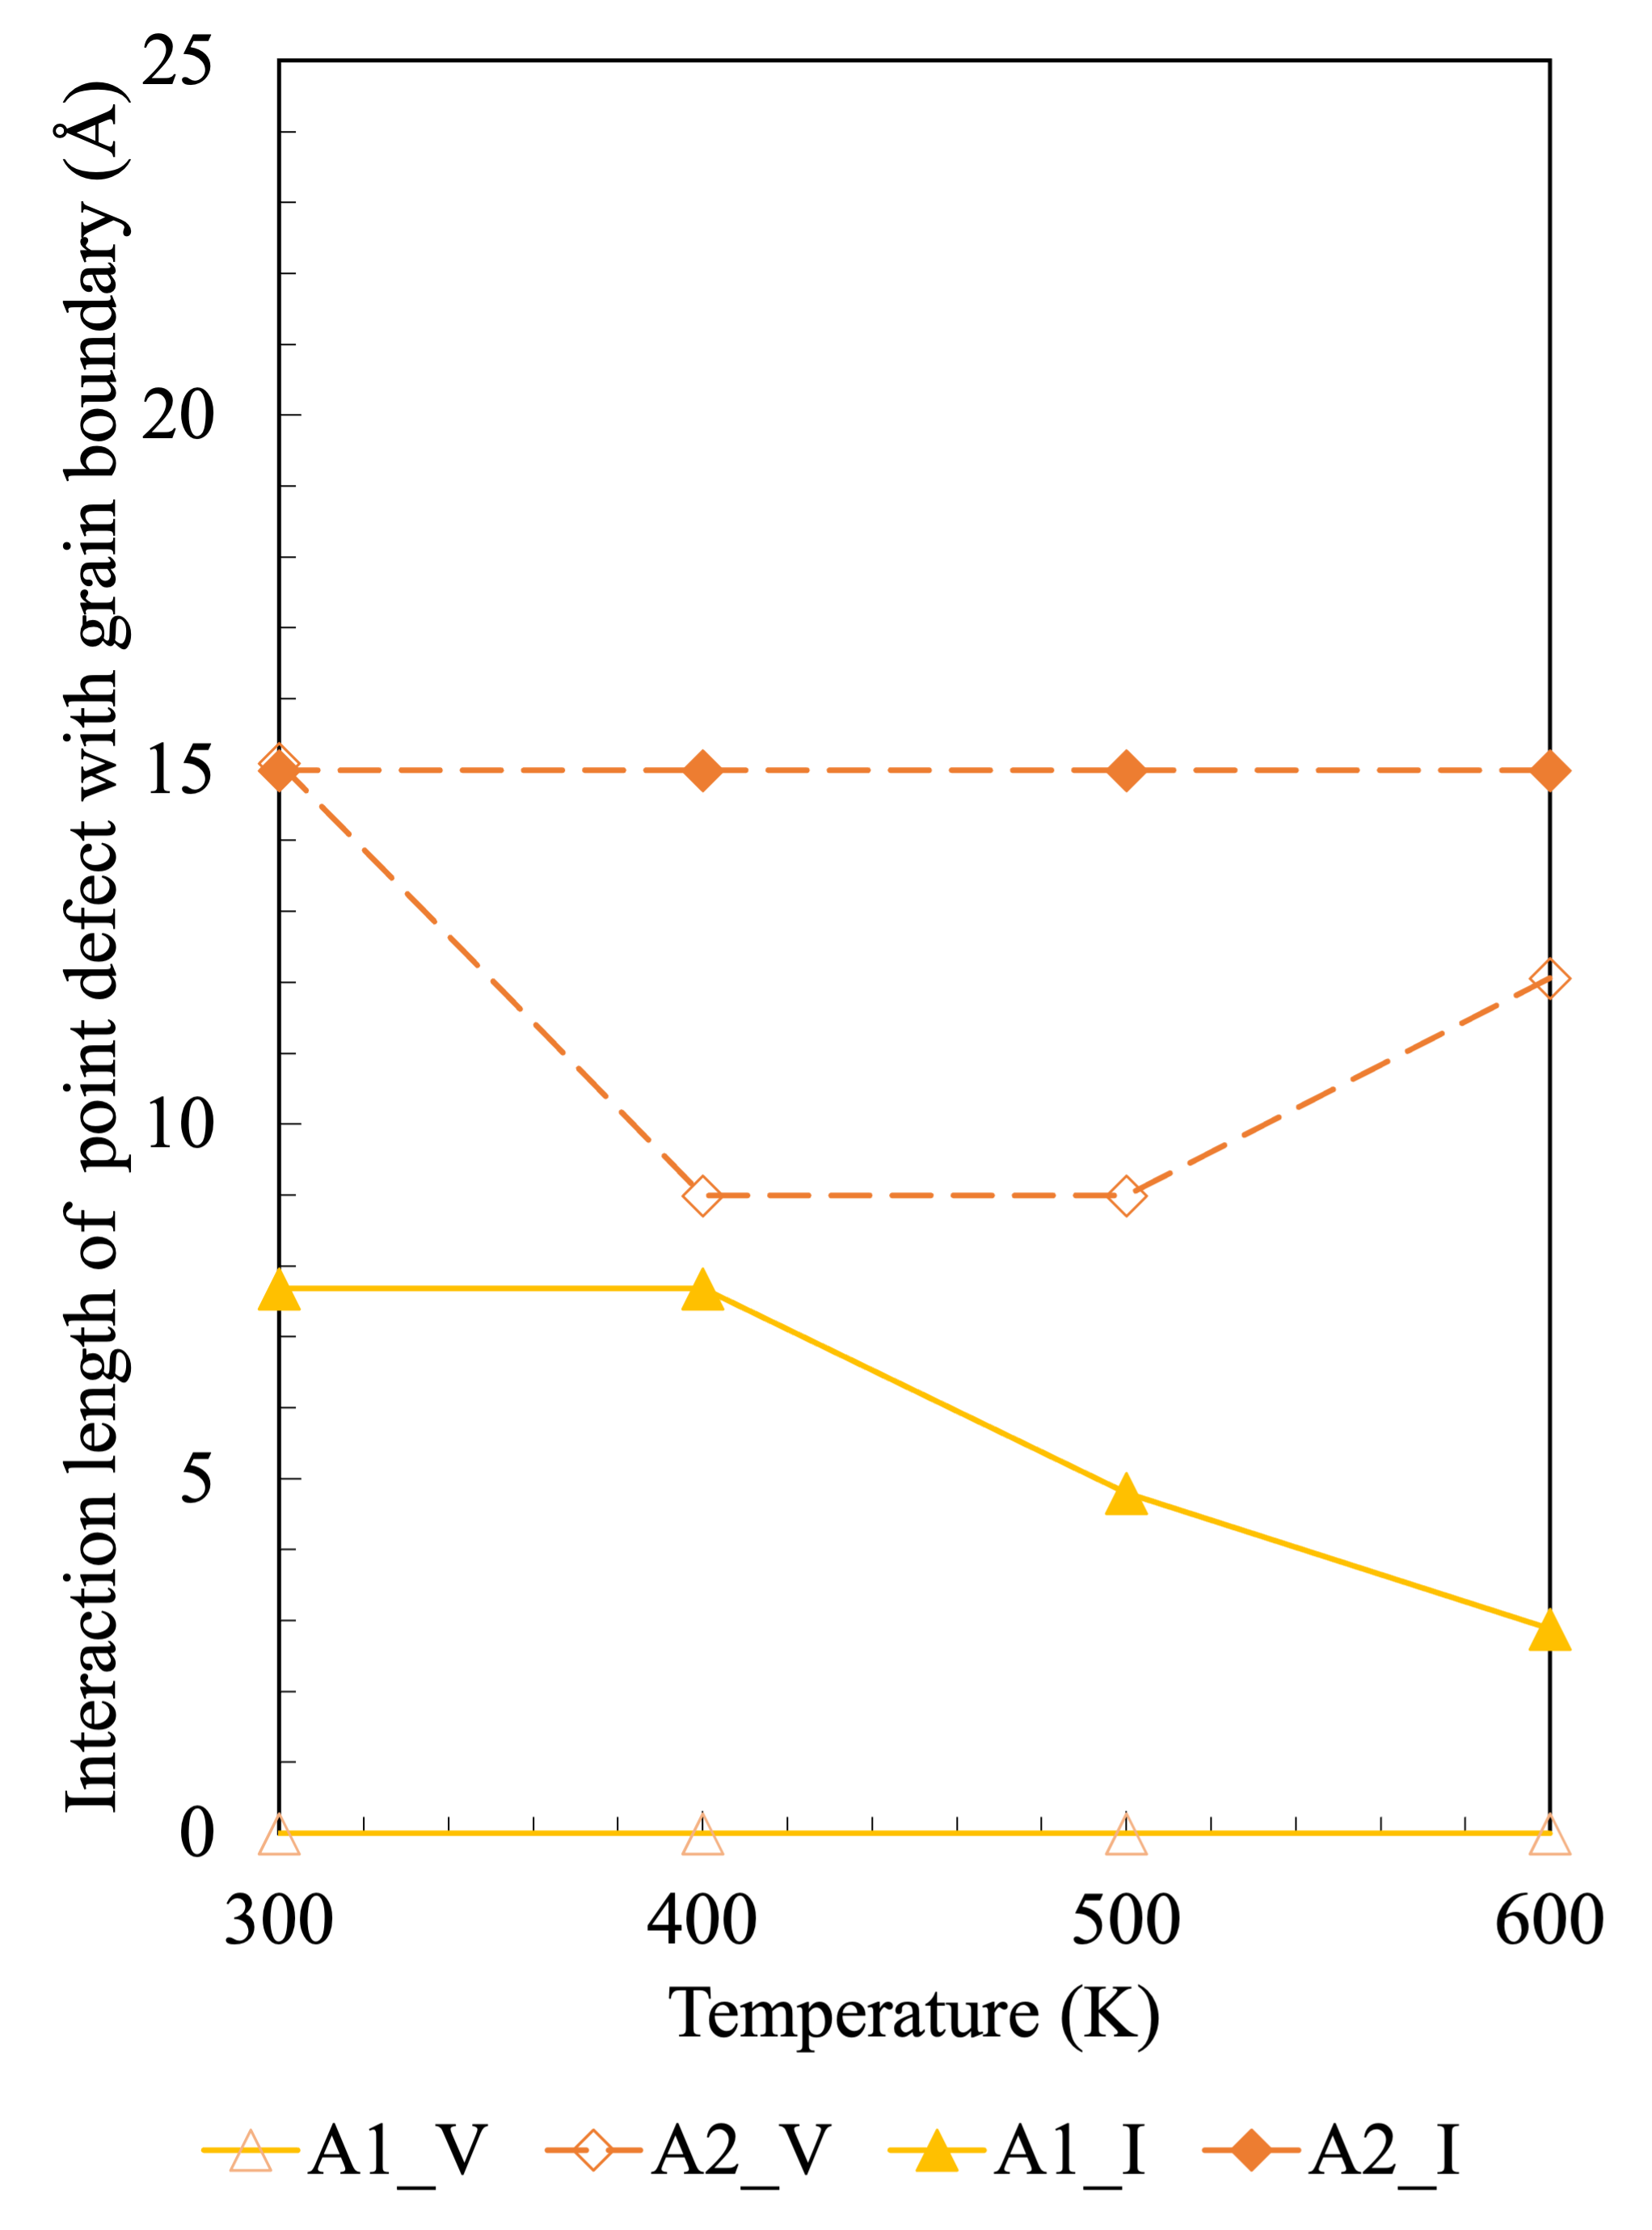 Interaction length of point defect with grain boundary (Å)
25
20
15
10
5
0
300 400 500 600
Temperature (K)
A1_V A2_V A1_I A2_I